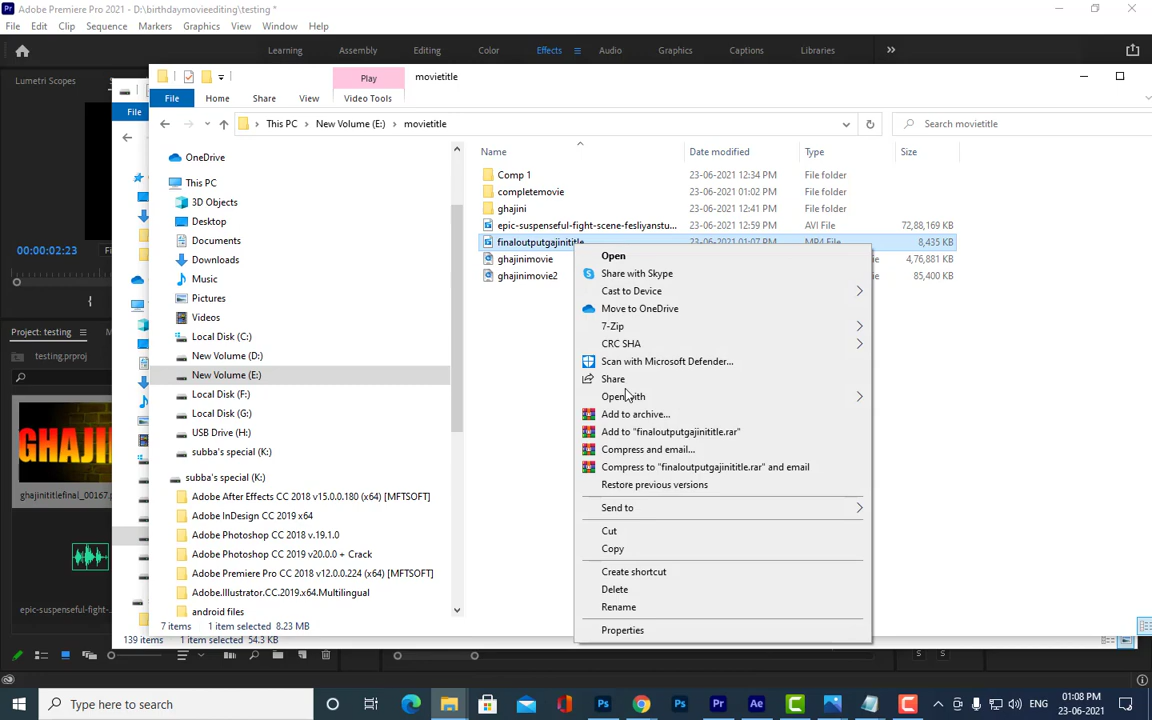 Adobe Premiere Pro 2021 - D:\birthdaymovieediting\testing *
File Edit Clip Sequence Markers Graphics View Window Help
Learning Assembly Editing Color Effects Audio Graphics Captions Libraries
Lumetri Scopes
Play movietitle
File Home Share View Video Tools
File
This PC New Volume (E:) movietitle
Search movietitle
Name Date modified Type Size
OneDrive
This PC
3D Objects
Desktop
Documents
Downloads
Music
Pictures
Videos
Local Disk (C:)
New Volume (D:)
New Volume (E:)
Local Disk (F:)
Local Disk (G:)
USB Drive (H:)
subba's special (K:)
subba's special (K:)
Adobe After Effects CC 2018 v15.0.0.180 (x64) [MFTSOFT]
Adobe InDesign CC 2019 x64
Adobe Photoshop CC 2018 v.19.1.0
Adobe Photoshop CC 2019 v20.0.0 + Crack
Adobe Premiere Pro CC 2018 v12.0.0.224 (x64) [MFTSOFT]
Adobe.Illustrator.CC.2019.x64.Multilingual
android files
Comp 1 23-06-2021 12:34 PM File folder
completemovie 23-06-2021 01:02 PM File folder
ghajini 23-06-2021 12:41 PM File folder
epic-suspenseful-fight-scene-fesliyanstu... 23-06-2021 12:59 PM AVI File 72,88,169 KB
finaloutputgajinititle 23-06-2021 01:07 PM MP4 File 8,435 KB
ghajinimovie 4,76,881 KB
ghajinimovie2 85,400 KB
Open
Share with Skype
Cast to Device
Move to OneDrive
7-Zip
CRC SHA
Scan with Microsoft Defender...
Share
Open with
Add to archive...
Add to "finaloutputgajinititle.rar"
Compress and email...
Compress to "finaloutputgajinititle.rar" and email
Restore previous versions
Send to
Cut
Copy
Create shortcut
Delete
Rename
Properties
7 items 1 item selected 8.23 MB
139 items 1 item selected 54.3 KB
00:00:02:23
Project: testing
testing.prproj
ghajinititlefinal_00167.
epic-suspenseful-fight-
Type here to search
ENG
01:08 PM
23-06-2021